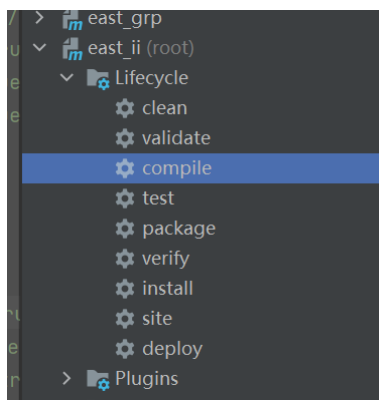 east_grp
east_ii (root)
Lifecycle
clean
validate
compile
test
package
verify
install
site
deploy
Plugins